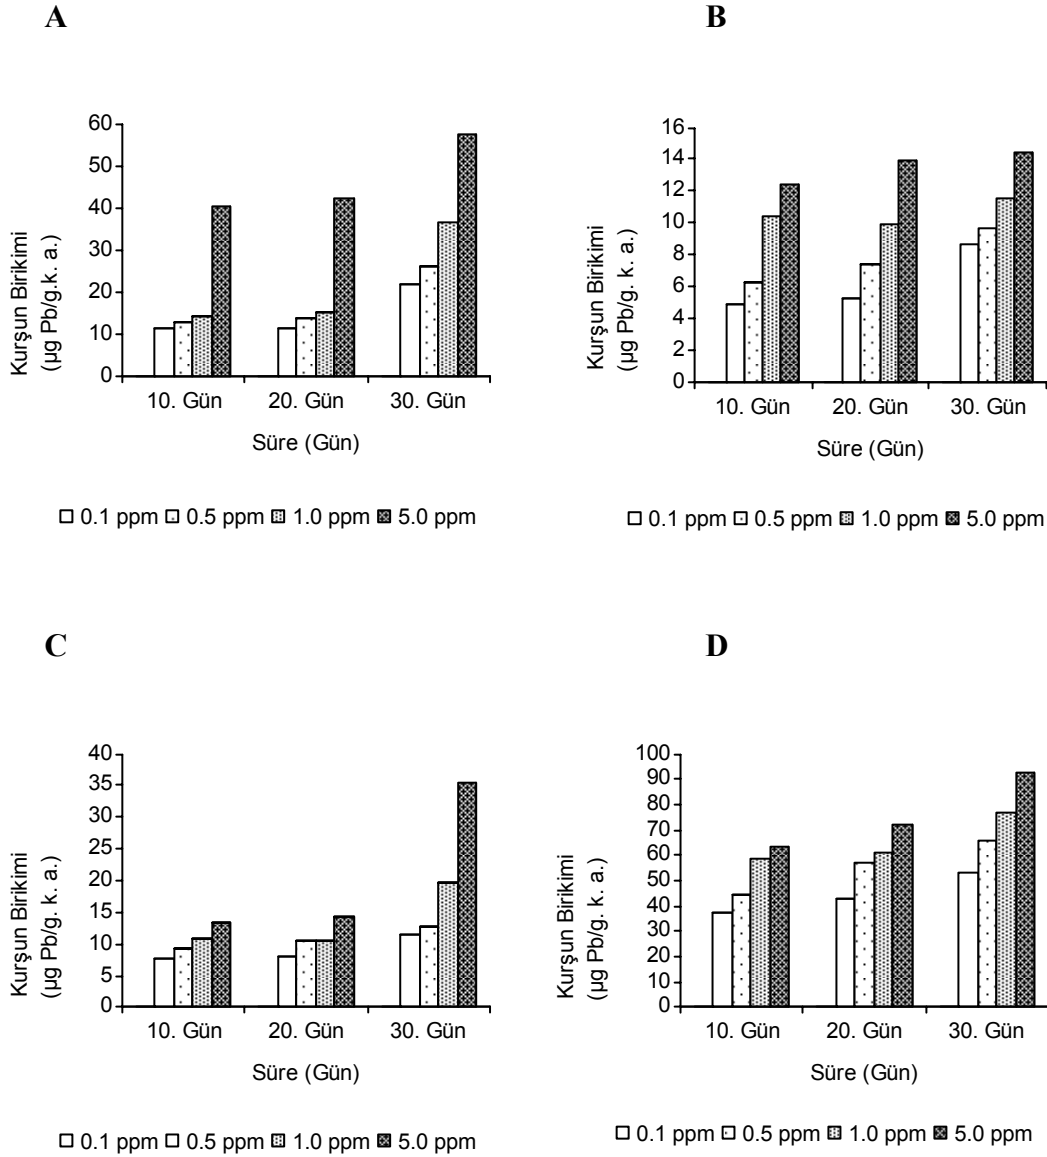 A
60
50
40
30
20
10
0
Kurşun Birikimi
(µg Pb/g.k. a.)
10. Gün 20. Gün 30. Gün
Süre (Gün)
0.1 ppm 0.5 ppm 1.0 ppm 5.0 ppm
B
16
14
12
10
8
6
4
2
0
Kurşun Birikimi
(µg Pb/g. k. a.)
10. Gün 20. Gün 30. Gün
Süre (Gün)
0.1 ppm 0.5 ppm 1.0 ppm 5.0 ppm
C
40
35
30
25
20
15
10
5
0
Kurşun Birikimi
(µg Pb/g. k. a.)
10. Gün 20. Gün 30. Gün
Süre (Gün)
0.1 ppm 0.5 ppm 1.0 ppm 5.0 ppm
D
100
90
80
70
60
50
40
30
20
10
0
Kurşun Birikimi
(µg Pb/g. k. a.)
10. Gün 20. Gün 30. Gün
Süre (Gün)
0.1 ppm 0.5 ppm 1.0 ppm 5.0 ppm